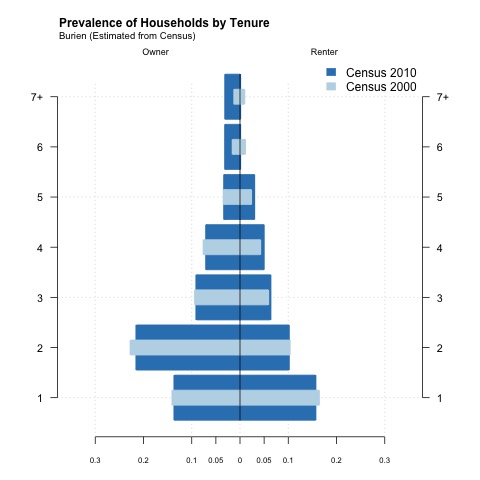 Prevalence of Households by Tenure
Burien (Estimated from Census)
Owner Renter
Census 2010
Census 2000
7+ 7+
6 6
5 5
4 4
3 3
2 2
1 1
0.3 0.2 0.1 0.05 0 0.05 0.1 0.2 0.3